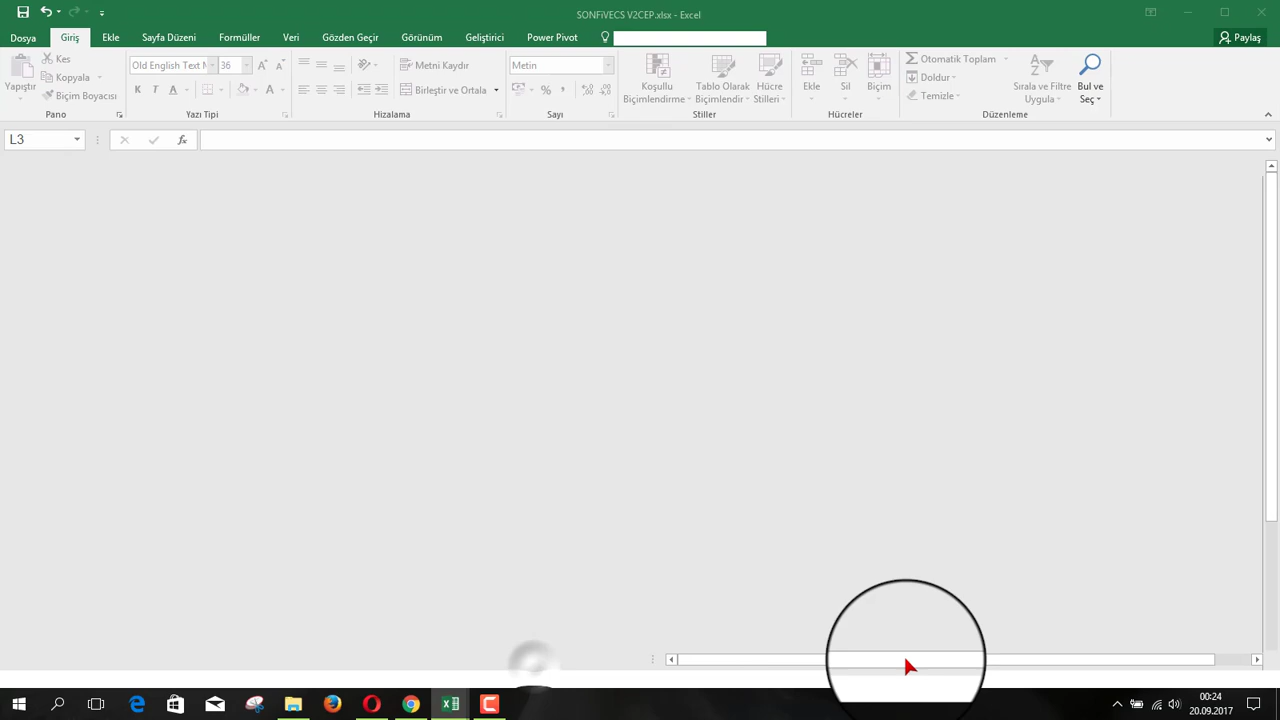 SONFiVECS V2CEP.xlsx - Excel
Dosya Giriş Ekle Sayfa Düzeni Formüller Veri Gözden Geçir Görünüm Geliştirici Power Pivot Paylaş
Yapıştır
Kes
Kopyala
Biçim Boyacısı
Pano
Old English Text M 36
K T A A
Yazı Tipi
Metni Kaydır
Birleştir ve Ortala
Hizalama
Metin
%
Sayı
Koşullu
Biçimlendirme
Tablo Olarak
Biçimlendir
Hücre
Stilleri
Stiller
Ekle
Sil
Biçim
Hücreler
Otomatik Toplam
Doldur
Temizle
Sırala ve Filtre
Uygula
Bul ve
Seç
Düzenleme
L3
fx
00:24
20.09.2017